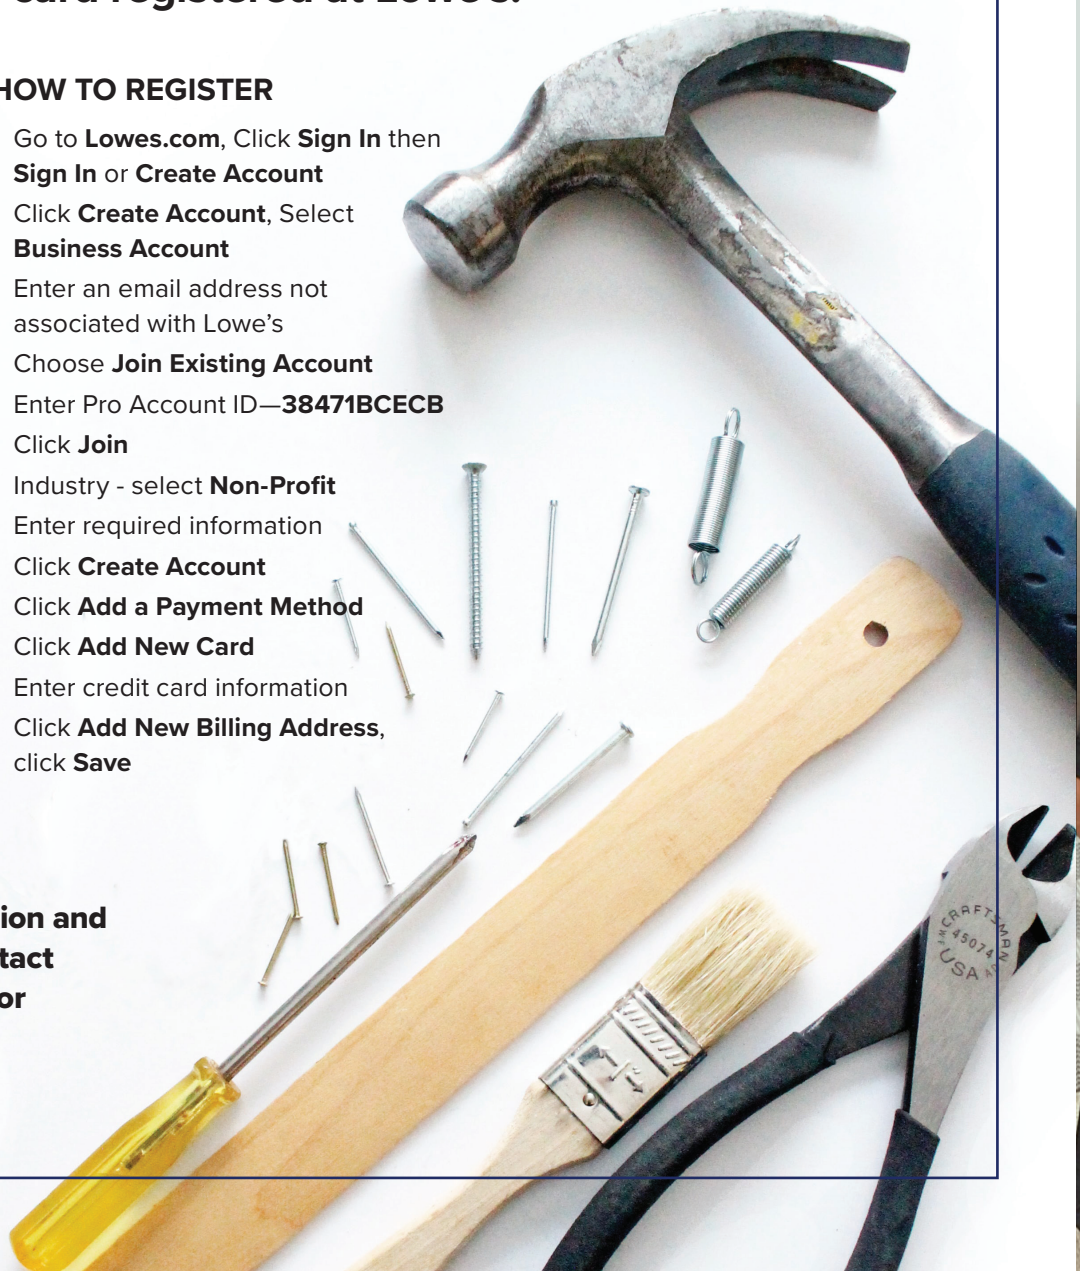 card registered at Lowe's.
HOW TO REGISTER
Go to Lowes.com, Click Sign In then
Sign In or Create Account
Click Create Account, Select
Business Account
Enter an email address not
associated with Lowe’s
Choose Join Existing Account
Enter Pro Account ID—38471BCECB
Click Join
Industry - select Non-Profit
Enter required information
Click Create Account
Click Add a Payment Method
Click Add New Card
Enter credit card information
Click Add New Billing Address,
click Save
ion and
tact
or
CRAFTSMAN
45074
USA